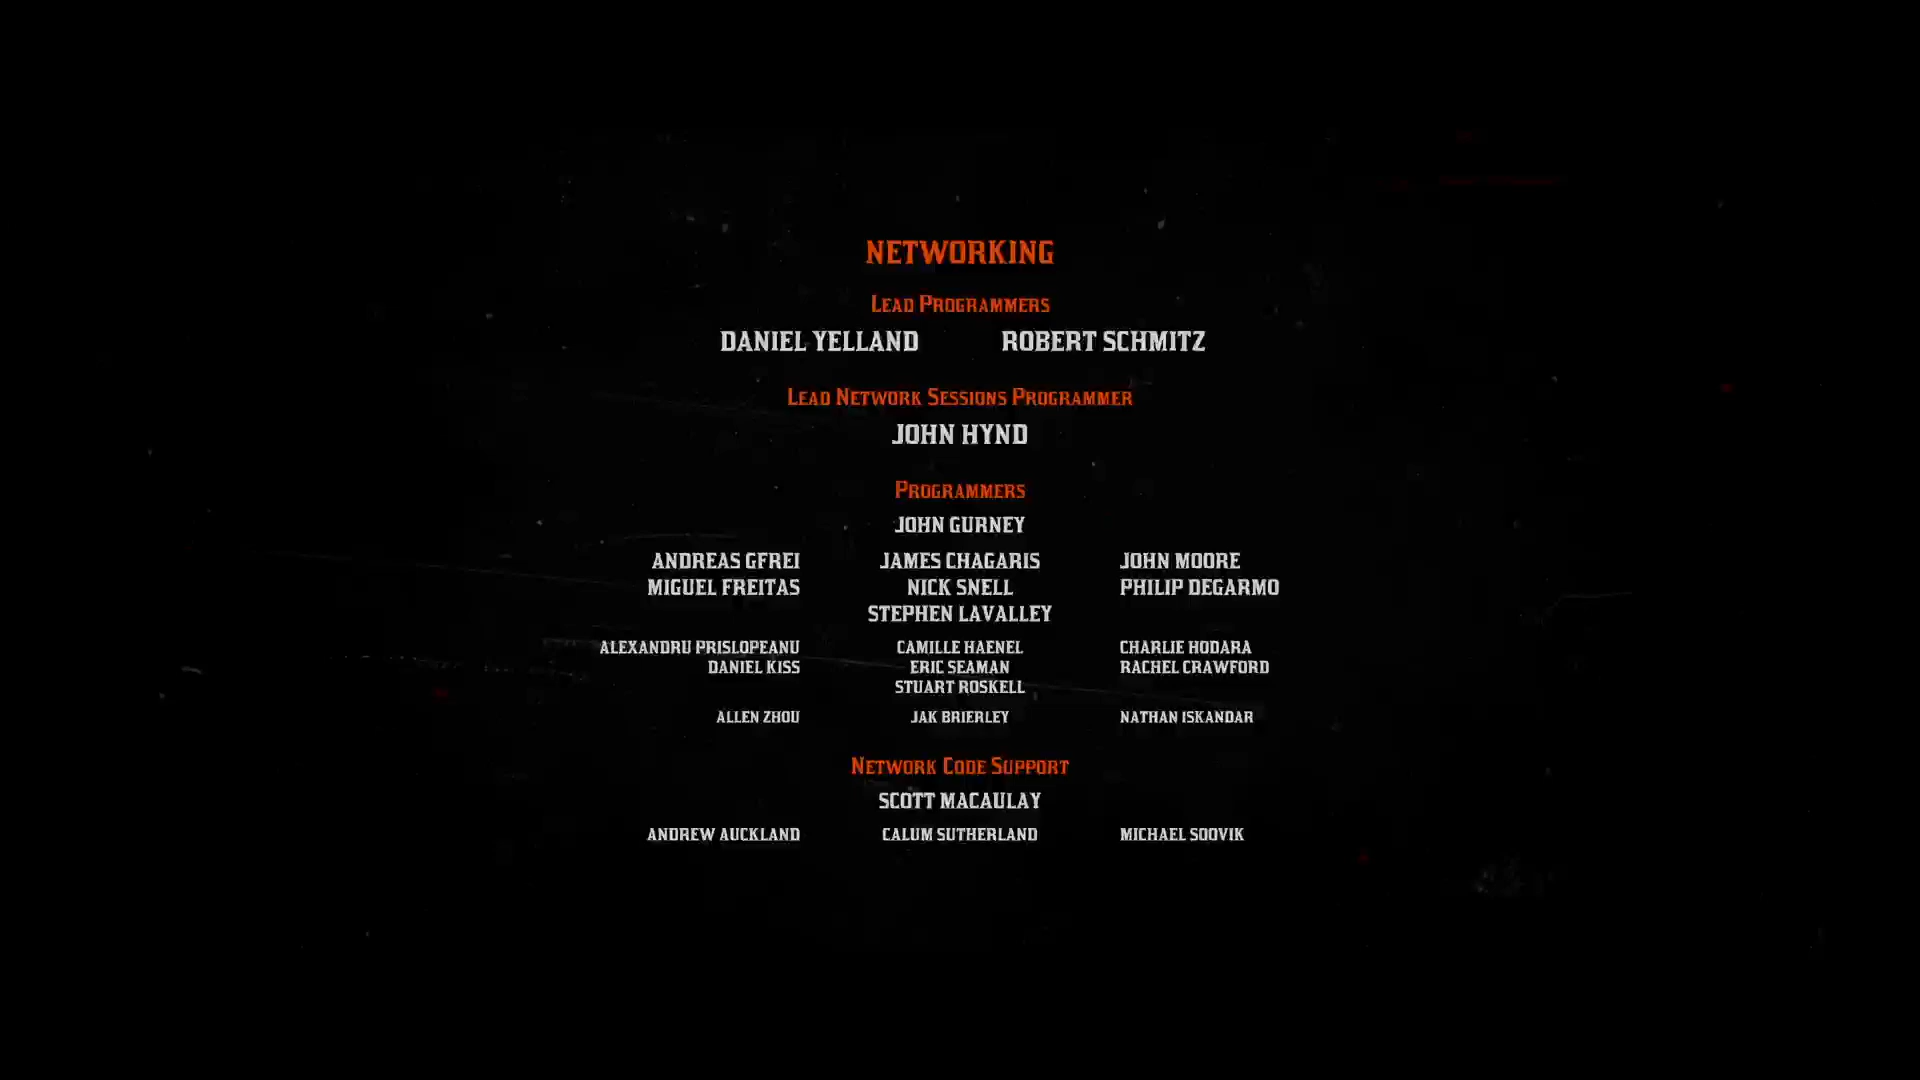 NETWORKING
LEAD PROGRAMMERS
DANIEL YELLAND ROBERT SCHMITZ
LEAD NETWORK SESSIONS PROGRAMMER
JOHN HYND
PROGRAMMERS
JOHN GURNEY
ANDREAS GFREI JAMES CHAGARIS JOHN MOORE
MIGUEL FREITAS NICK SNELL PHILIP DEGARMO
STEPHEN LAVALLEY
ALEXANDRU PRISLOPEANU CAMILLE HAENEL CHARLIE HODARA
DANIEL KISS ERIC SEAMAN RACHEL CRAWFORD
STUART ROSKELL
ALLEN ZHOU JAK BRIERLEY NATHAN ISKANDAR
NETWORK CODE SUPPORT
SCOTT MACAULAY
ANDREW AUCKLAND CALUM SUTHERLAND MICHAEL SOOVIK